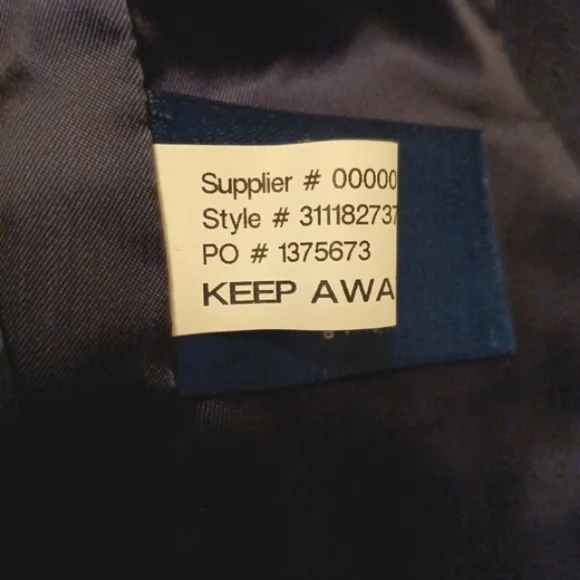 Supplier # 00000
Style # 311182737
PO # 1375673
KEEP AWA